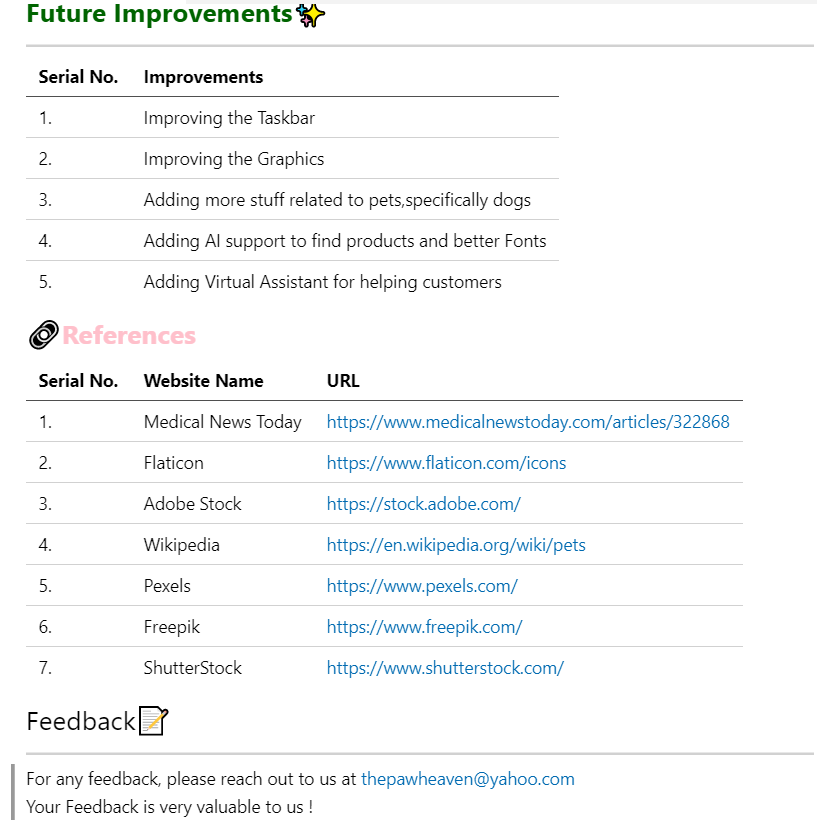 Future Improvements✨
Serial No. Improvements
1. Improving the Taskbar
2. Improving the Graphics
3. Adding more stuff related to pets,specifically dogs
4. Adding AI support to find products and better Fonts
5. Adding Virtual Assistant for helping customers
🔗References
Serial No. Website Name URL
1. Medical News Today https://www.medicalnewstoday.com/articles/322868
2. Flaticon https://www.flaticon.com/icons
3. Adobe Stock https://stock.adobe.com/
4. Wikipedia https://en.wikipedia.org/wiki/pets
5. Pexels https://www.pexels.com/
6. Freepik https://www.freepik.com/
7. ShutterStock https://www.shutterstock.com/
Feedback📝
For any feedback, please reach out to us at thepawheaven@yahoo.com
Your Feedback is very valuable to us !